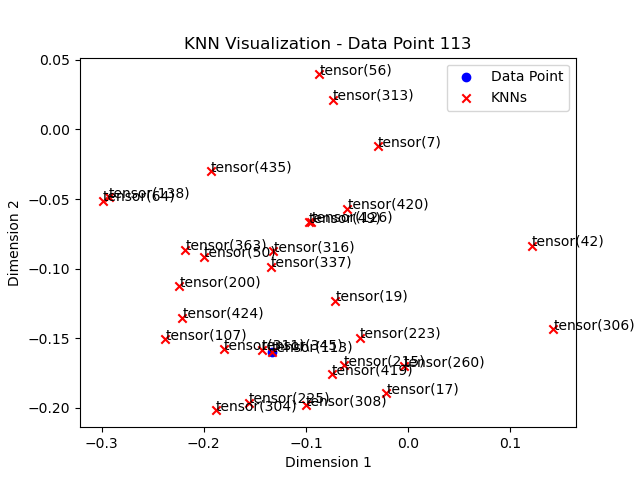 KNN Visualization - Data Point 113
0.05
0.00
−0.05
−0.10
−0.15
−0.20
Dimension 2
Data Point
KNNs
tensor(56)
tensor(313)
tensor(7)
tensor(435)
tensor(138)
tensor(64)
tensor(420)
tensor(126)
tensor(42)
tensor(363)
tensor(316)
tensor(337)
tensor(200)
tensor(19)
tensor(424)
tensor(306)
tensor(107)
tensor(223)
tensor(345)
tensor(113)
tensor(215)
tensor(260)
tensor(419)
tensor(17)
tensor(225)
tensor(304)
tensor(308)
−0.3
−0.2
−0.1
0.0
0.1
Dimension 1